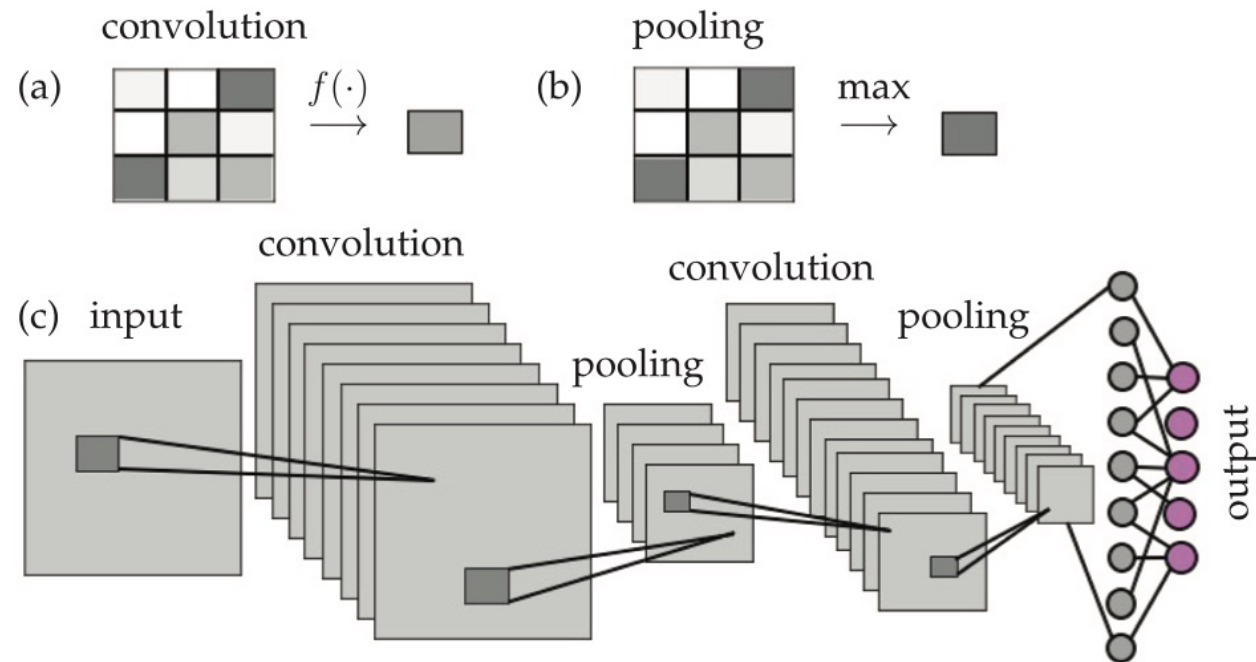 convolution
(a) f(·) →
pooling
(b) max →
convolution
(c) input
pooling
convolution
pooling
output